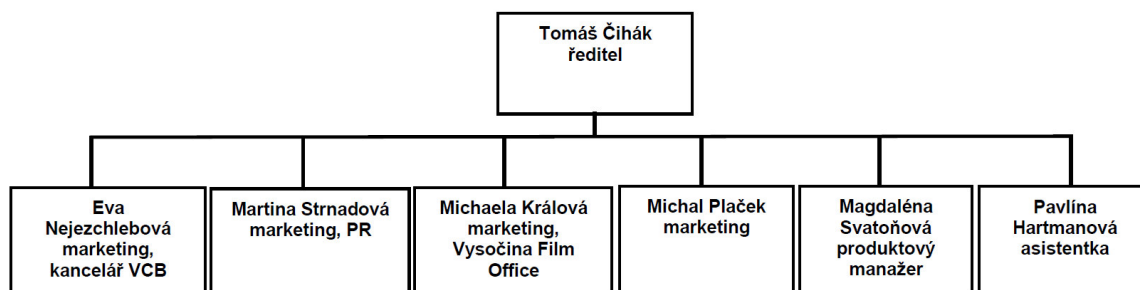 Tomáš Čihák
ředitel
Eva
Nejezchlebová
marketing,
kancelář VCB
Martina Strnadová
marketing, PR
Michaela Králová
marketing,
Vysočina Film
Office
Michal Plaček
marketing
Magdaléna
Svatoňová
produktový
manažer
Pavlína
Hartmanová
asistentka